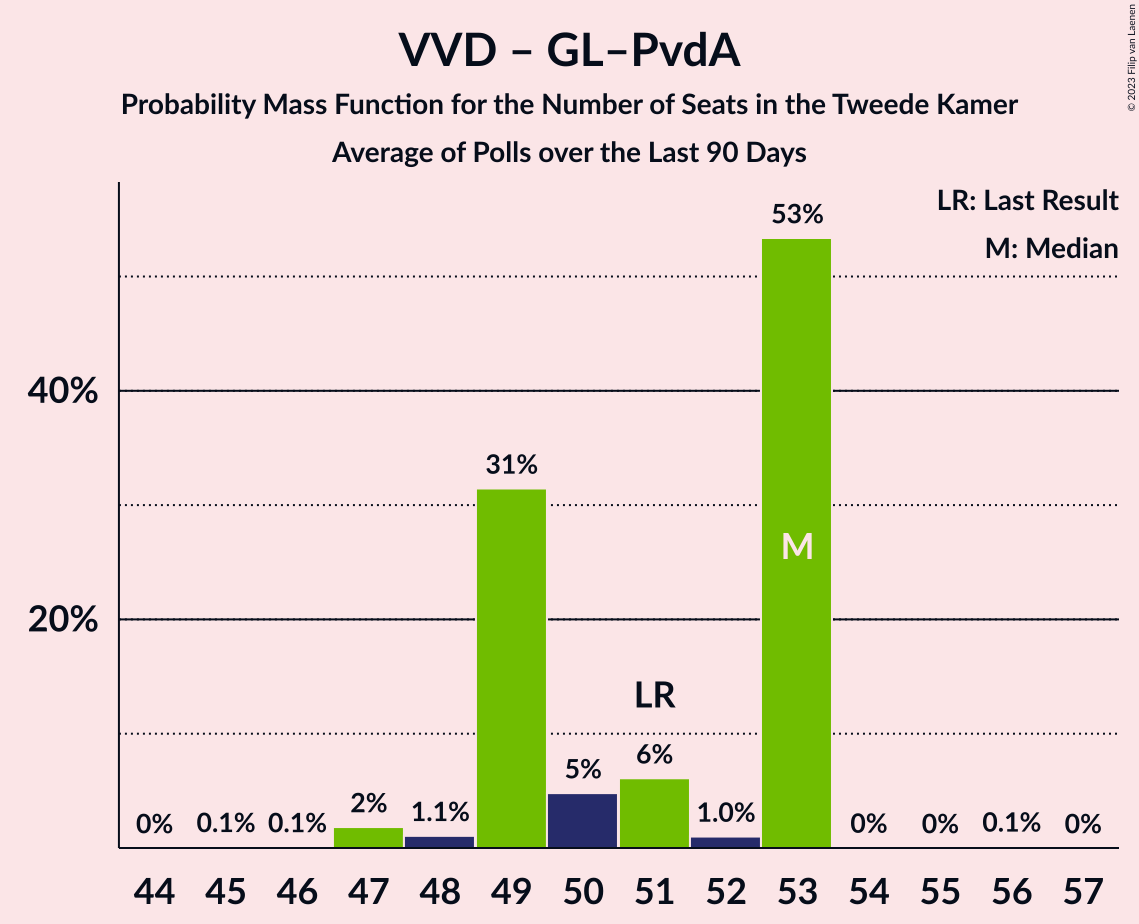 VVD – GL–PvdA
Probability Mass Function for the Number of Seats in the Tweede Kamer
Average of Polls over the Last 90 Days
© 2023 Filip van Laenen
LR: Last Result
M: Median
53%
40%
31%
M
20%
LR
0% 0.1% 0.1% 2% 1.1% 5% 6% 1.0% 0% 0% 0.1% 0%
44 45 46 47 48 49 50 51 52 53 54 55 56 57